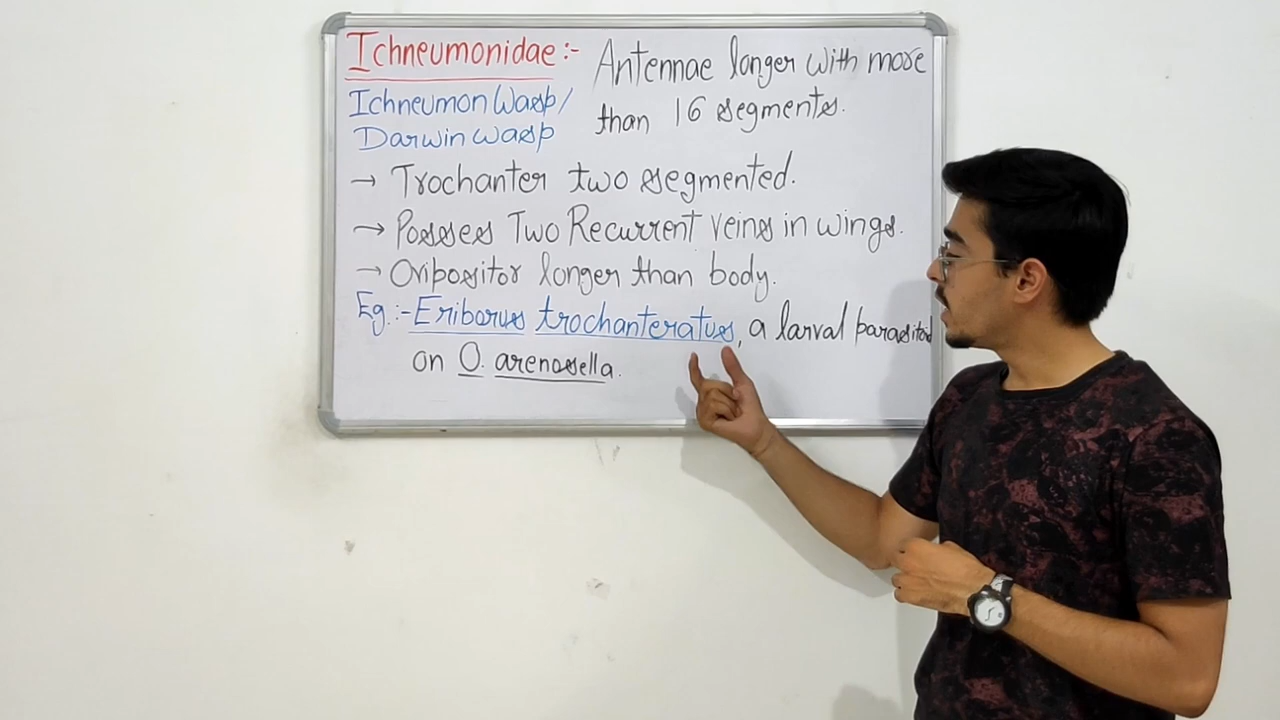 Ichneumonidae :-
Ichneumon Wasp/
Darwin wasp
Antennae longer with more
than 16 segments.
→ Trochanter two segmented.
→ Possess Two Recurrent veins in wings.
→ Ovipositor longer than body.
Eg :- Eriborus trochanteratus, a larval parasitoid
on O. arenosella.